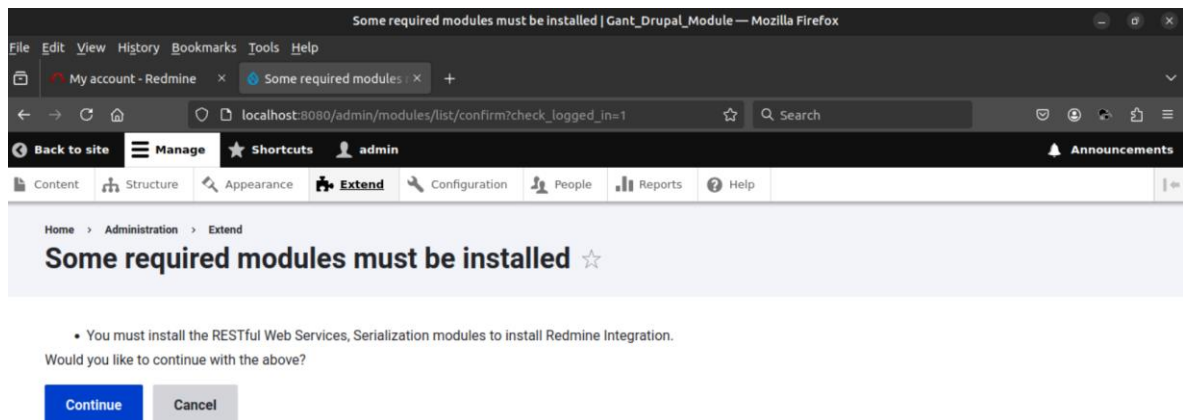 Some required modules must be installed | Gant_Drupal_Module — Mozilla Firefox
File Edit View History Bookmarks Tools Help
My account - Redmine
Some required modules
localhost:8080/admin/modules/list/confirm?check_logged_in=1
Search
Back to site Manage Shortcuts admin Announcements
Content Structure Appearance Extend Configuration People Reports Help
Home › Administration › Extend
Some required modules must be installed
• You must install the RESTful Web Services, Serialization modules to install Redmine Integration.
Would you like to continue with the above?
Continue Cancel